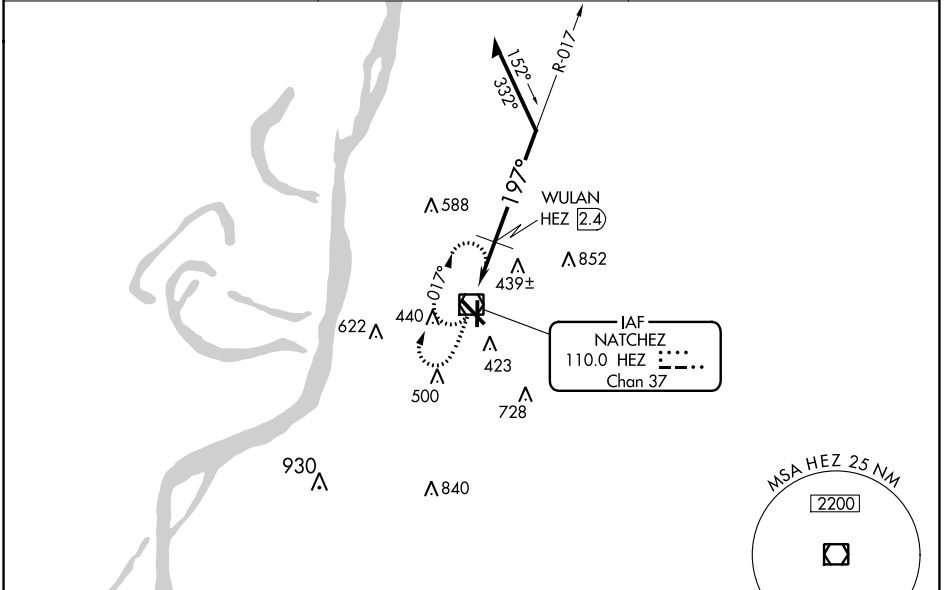 R-017
152°
332°
197°
WULAN
HEZ 2.4
588
852
439±
017°
440
622
423
500
728
IAF
NATCHEZ
110.0 HEZ
Chan 37
930
840
MSA HEZ 25 NM
2200